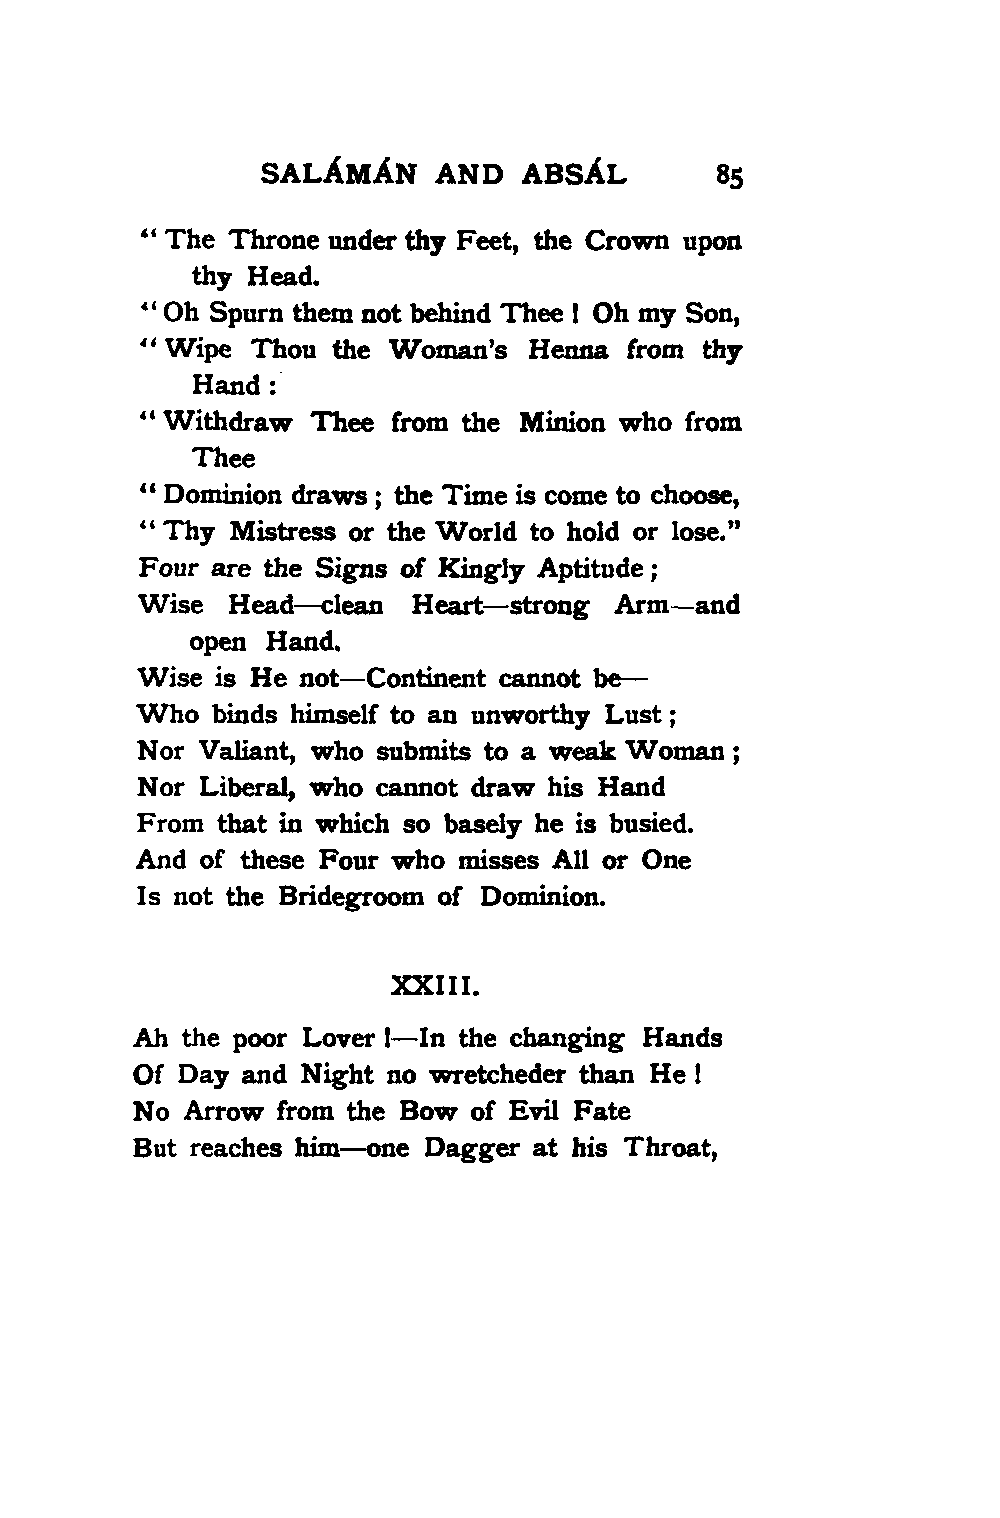 SALÁMÁN AND ABSÁL 85
“ The Throne under thy Feet, the Crown upon
thy Head.
“ Oh Spurn them not behind Thee ! Oh my Son,
“ Wipe Thou the Woman’s Henna from thy
Hand :
“ Withdraw Thee from the Minion who from
Thee
“ Dominion draws ; the Time is come to choose,
“ Thy Mistress or the World to hold or lose.”
Four are the Signs of Kingly Aptitude ;
Wise Head—clean Heart—strong Arm—and
open Hand.
Wise is He not—Continent cannot be—
Who binds himself to an unworthy Lust ;
Nor Valiant, who submits to a weak Woman ;
Nor Liberal, who cannot draw his Hand
From that in which so basely he is busied.
And of these Four who misses All or One
Is not the Bridegroom of Dominion.
XXIII.
Ah the poor Lover !—In the changing Hands
Of Day and Night no wretcheder than He !
No Arrow from the Bow of Evil Fate
But reaches him—one Dagger at his Throat,